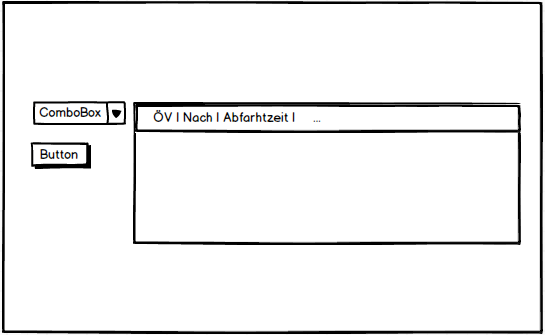 ComboBox
ÖV | Nach | Abfarhtzeit | ...
Button